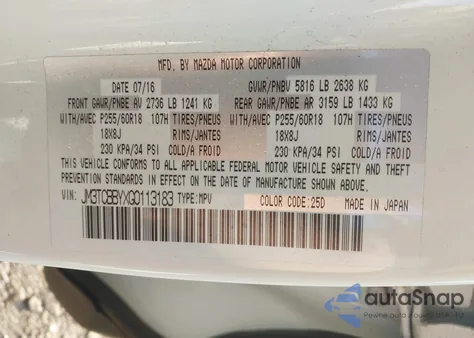 MFD. BY MAZDA MOTOR CORPORATION
DATE 07/16 GVWR/PNBV 5816 LB 2638 KG
FRONT GAWR/PNBE AV 2736 LB 1241 KG REAR GAWR/PNBE AR 3159 LB 1433 KG
WITH/AVEC P255/60R18 107H TIRES/PNEUS WITH/AVEC P255/60R18 107H TIRES/PNEUS
18X8J RIMS/JANTES 18X8J RIMS/JANTES
230 KPA/34 PSI COLD/A FROID 230 KPA/34 PSI COLD/A FROID
THIS VEHICLE CONFORMS TO ALL APPLICABLE FEDERAL MOTOR VEHICLE SAFETY AND THEFT
PREVENTION STANDARDS IN EFFECT ON THE DATE OF MANUFACTURE SHOWN ABOVE.
VIN: JM3TCBBYXG0113183 TYPE: MPV COLOR CODE: 25D MADE IN JAPAN
autoSnap